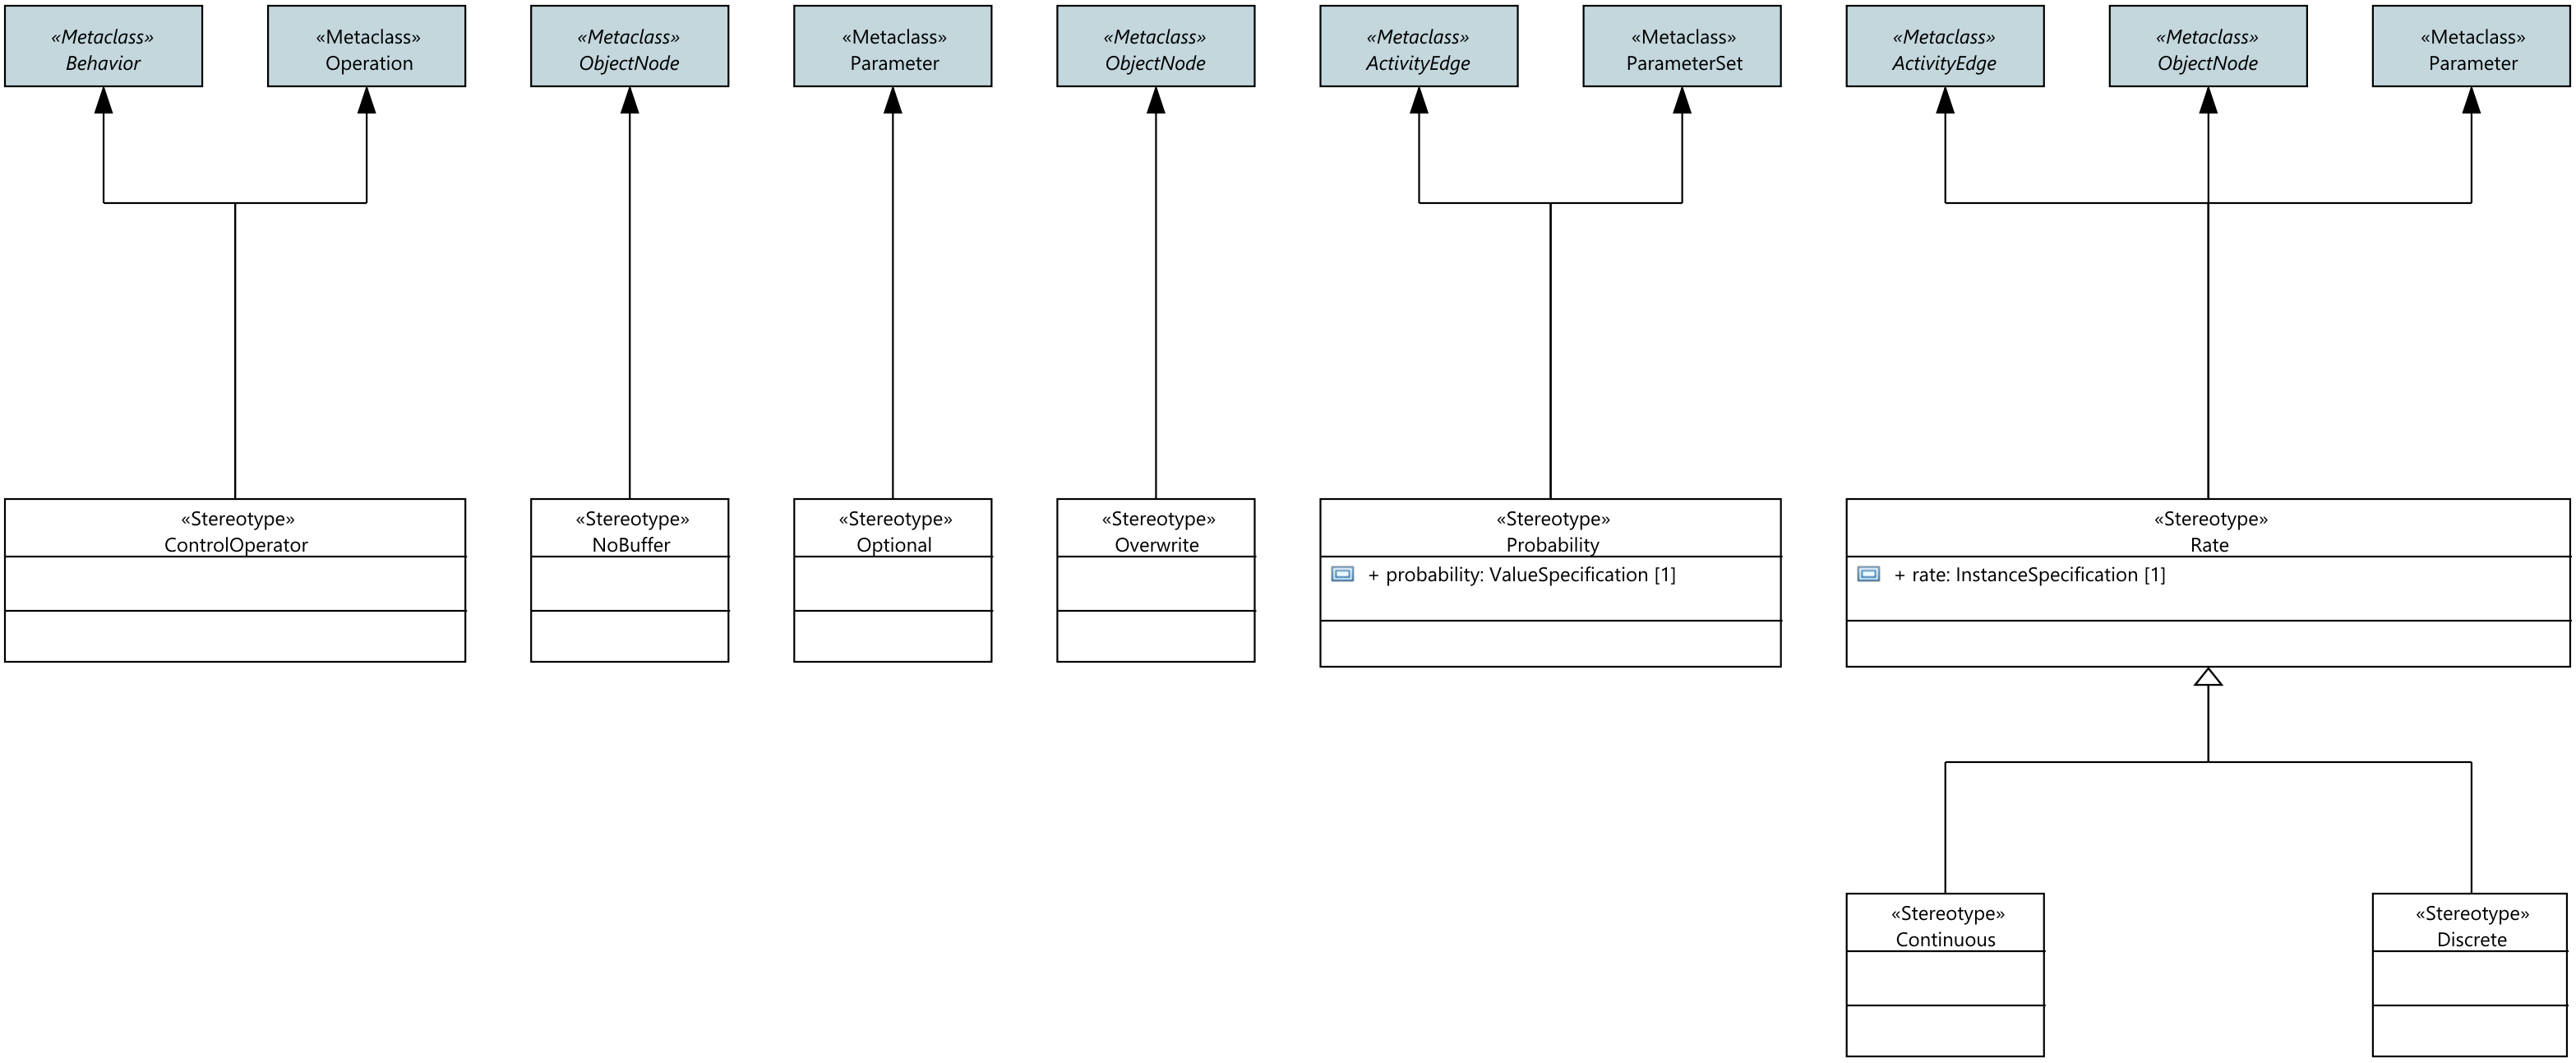 «Metaclass»
Behavior
«Metaclass»
Operation
«Metaclass»
ObjectNode
«Metaclass»
Parameter
«Metaclass»
ObjectNode
«Metaclass»
ActivityEdge
«Metaclass»
ParameterSet
«Metaclass»
ActivityEdge
«Metaclass»
ObjectNode
«Metaclass»
Parameter
«Stereotype»
ControlOperator
«Stereotype»
NoBuffer
«Stereotype»
Optional
«Stereotype»
Overwrite
«Stereotype»
Probability
+ probability: ValueSpecification [1]
«Stereotype»
Rate
+ rate: InstanceSpecification [1]
«Stereotype»
Continuous
«Stereotype»
Discrete